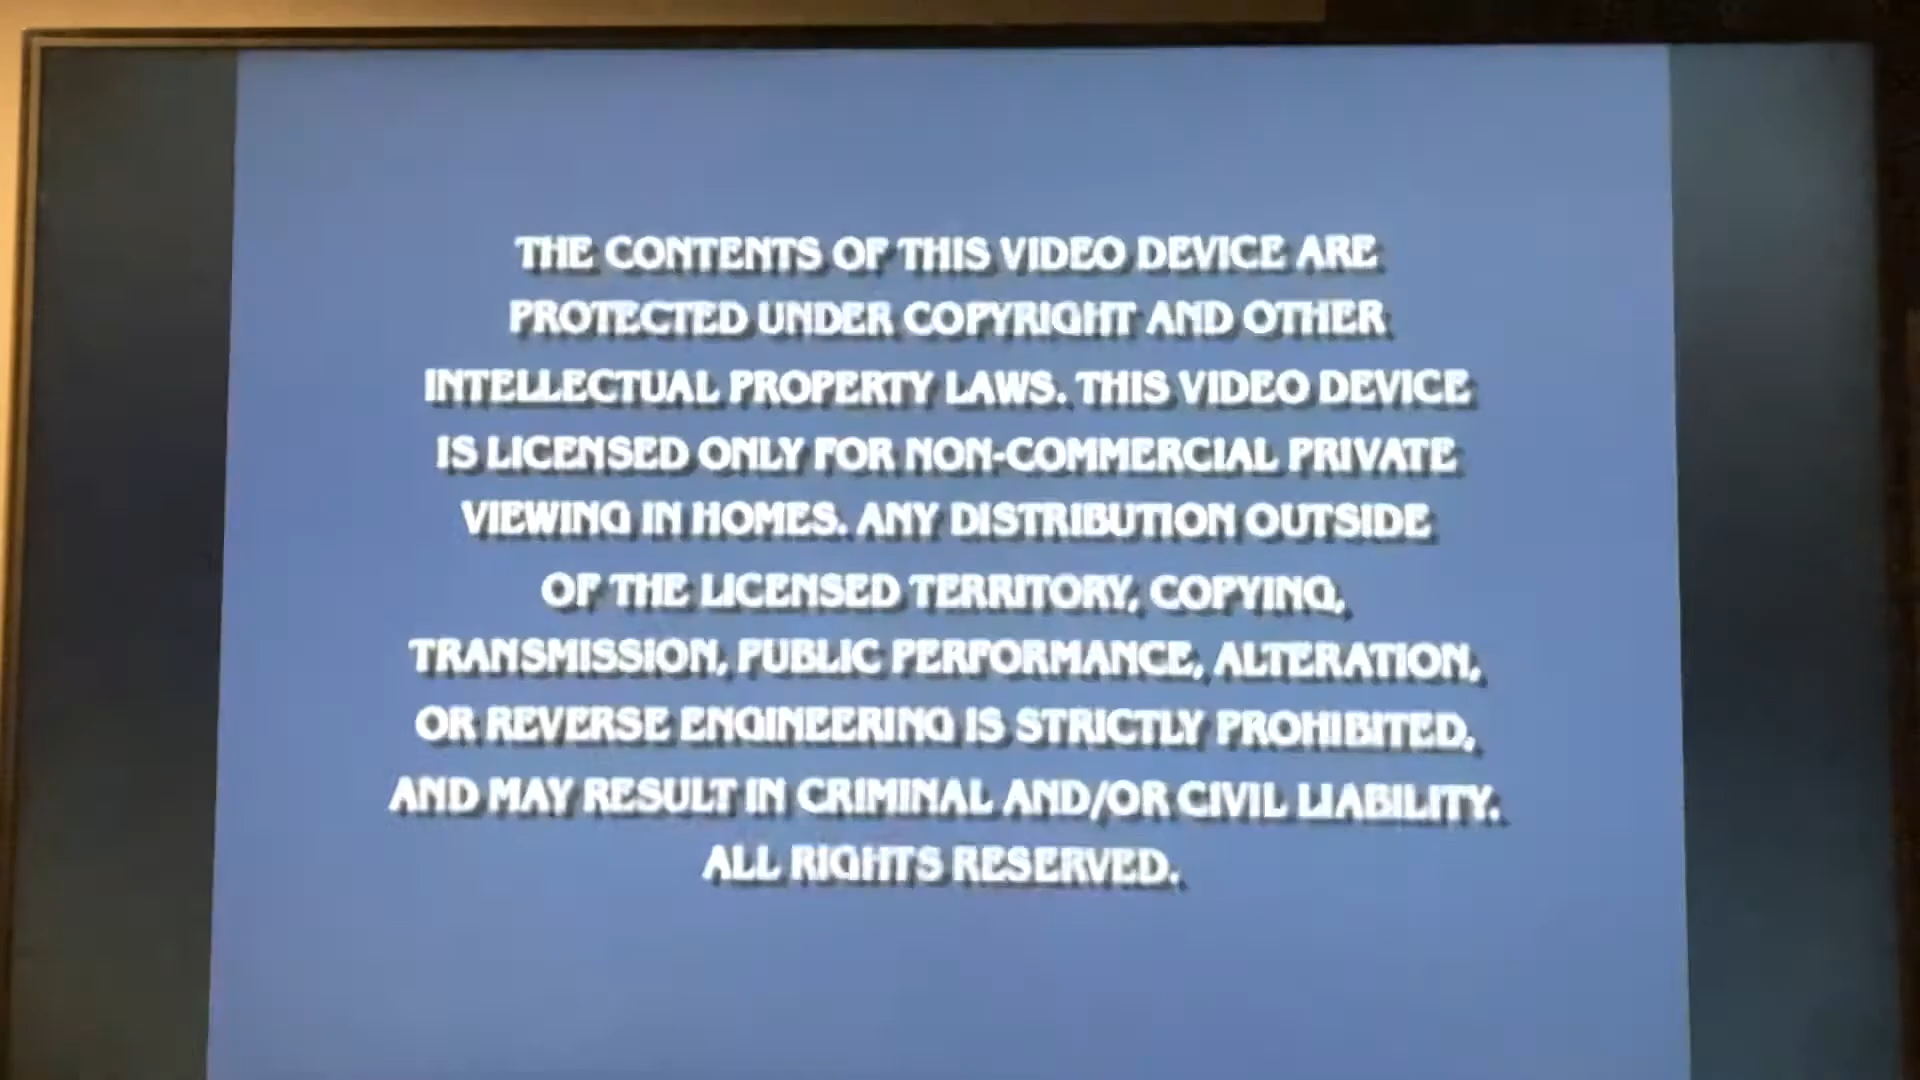 THE CONTENTS OF THIS VIDEO DEVICE ARE
PROTECTED UNDER COPYRIGHT AND OTHER
INTELLECTUAL PROPERTY LAWS. THIS VIDEO DEVICE
IS LICENSED ONLY FOR NON-COMMERCIAL PRIVATE
VIEWING IN HOMES. ANY DISTRIBUTION OUTSIDE
OF THE LICENSED TERRITORY, COPYING,
TRANSMISSION, PUBLIC PERFORMANCE, ALTERATION,
OR REVERSE ENGINEERING IS STRICTLY PROHIBITED,
AND MAY RESULT IN CRIMINAL AND/OR CIVIL LIABILITY.
ALL RIGHTS RESERVED.